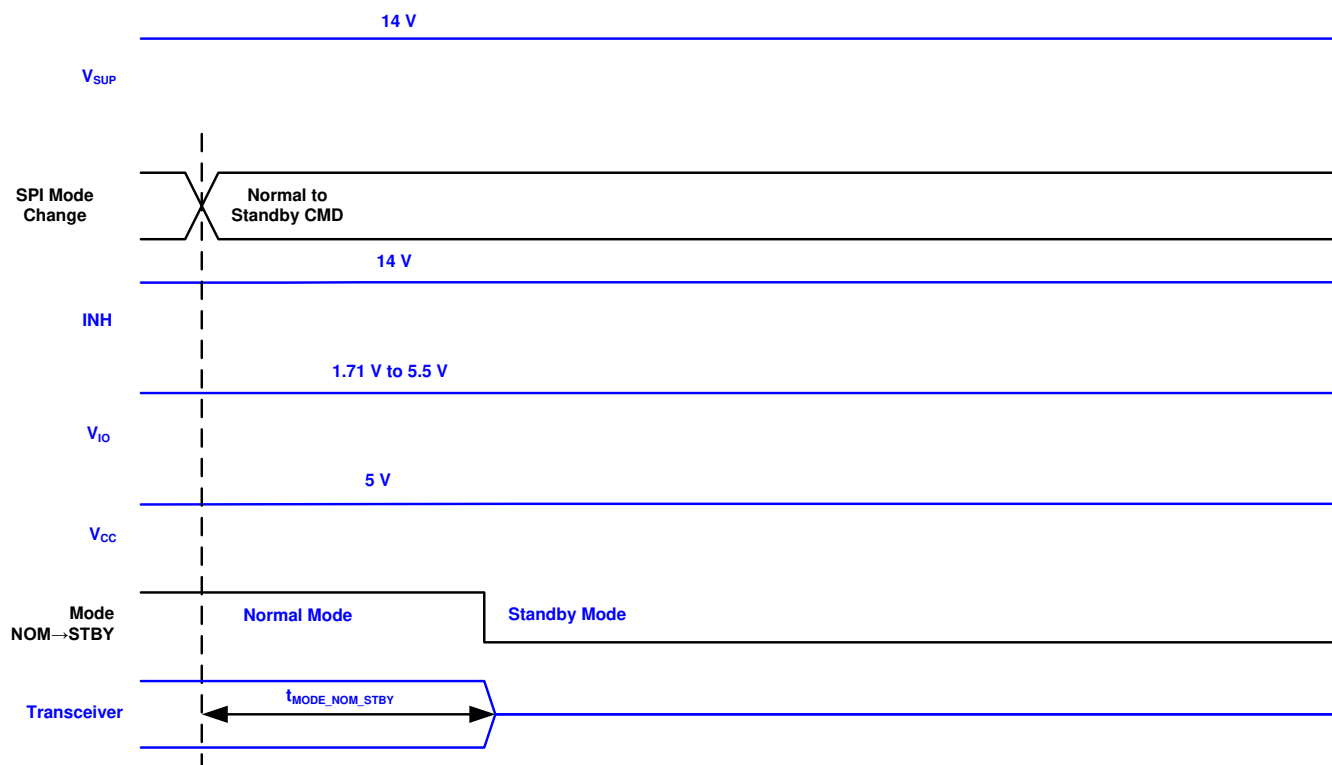 14 V
VSUP
SPI Mode
Change
Normal to
Standby CMD
14 V
INH
1.71 V to 5.5 V
VIO
5 V
VCC
Mode
NOM→STBY
Normal Mode
Standby Mode
tMODE_NOM_STBY
Transceiver